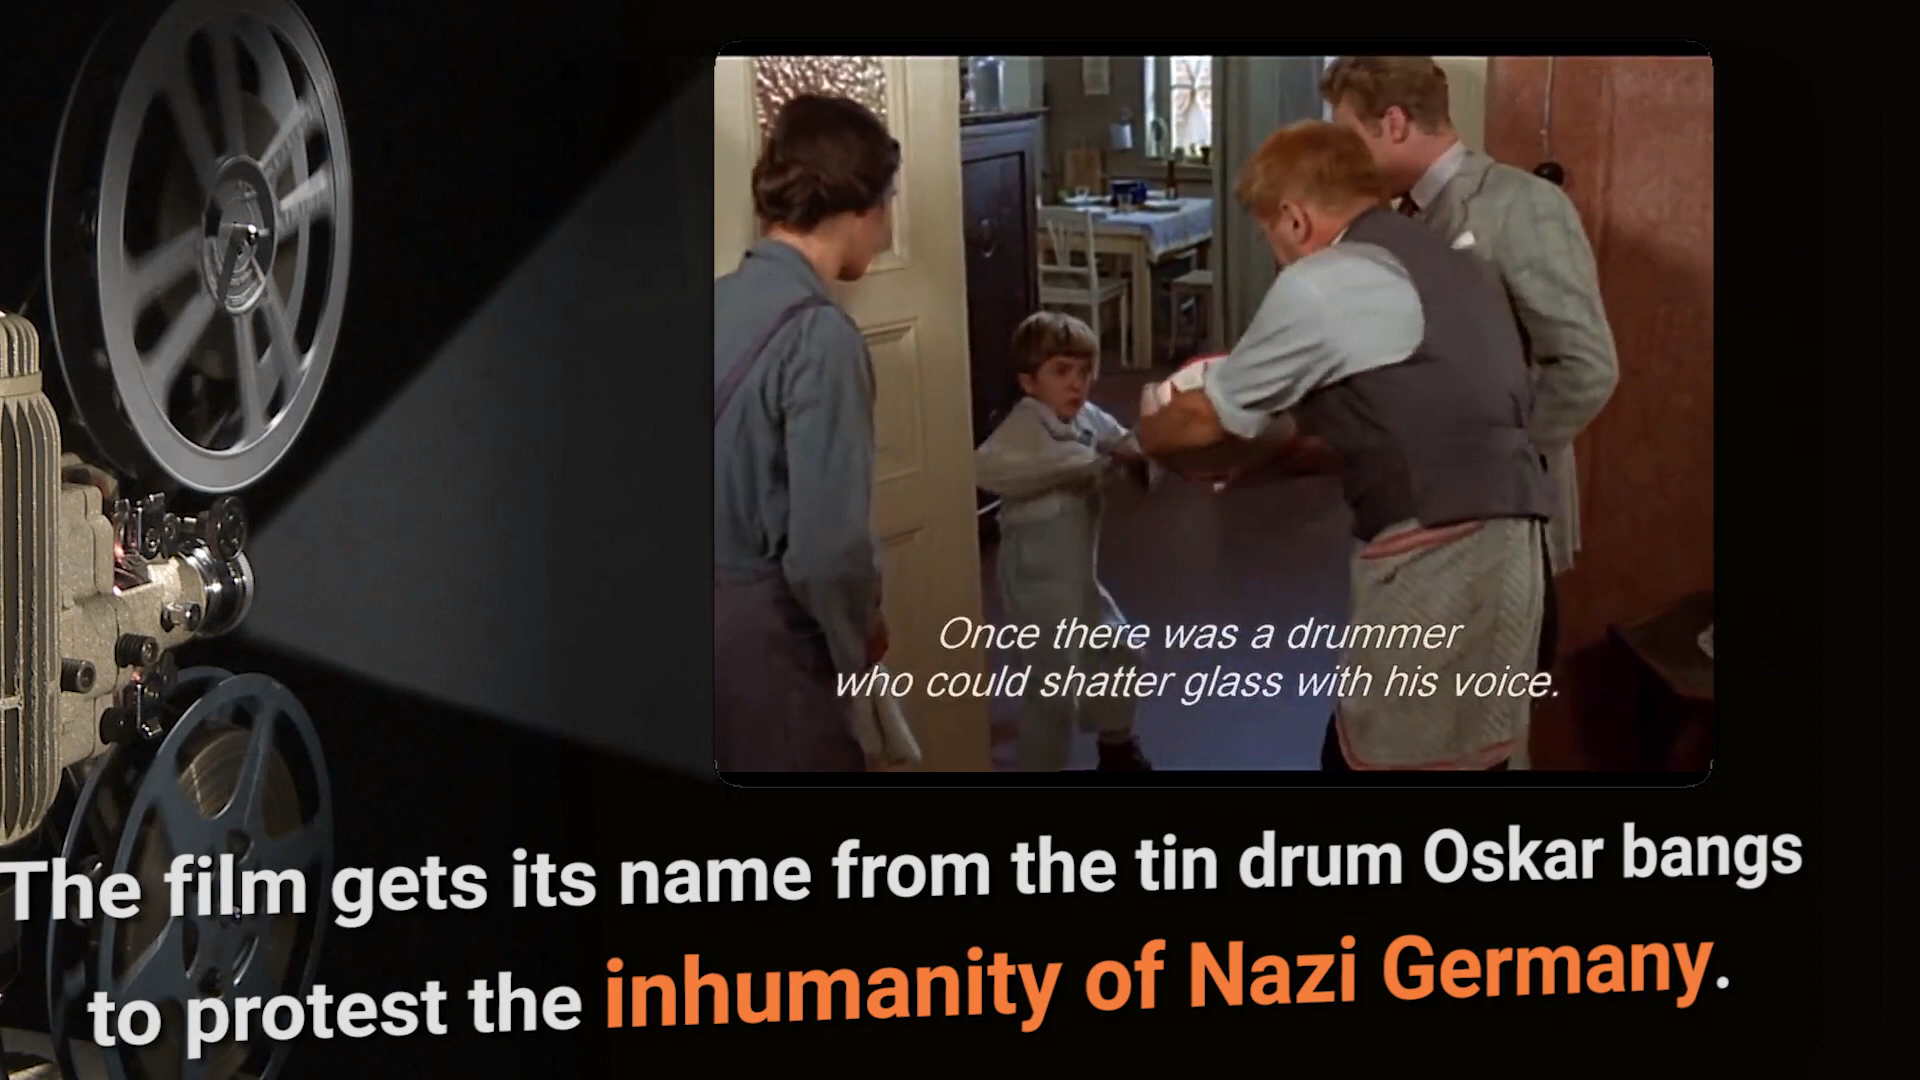 Once there was a drummer
who could shatter glass with his voice.
The film gets its name from the tin drum Oskar bangs
to protest the inhumanity of Nazi Germany.